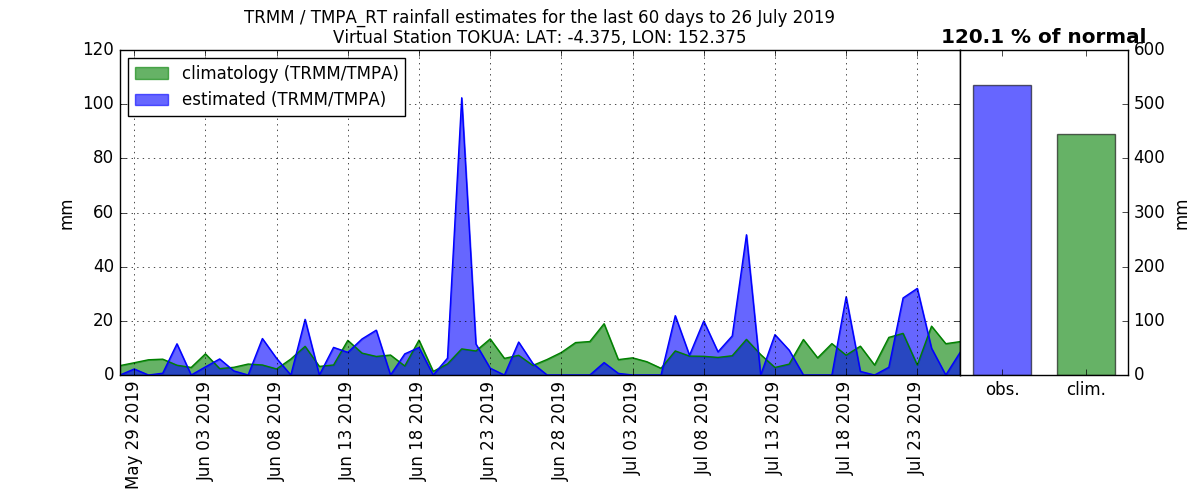 TRMM / TMPA_RT rainfall estimates for the last 60 days to 26 July 2019
Virtual Station TOKUA: LAT: -4.375, LON: 152.375
120.1 % of normal
climatology (TRMM/TMPA)
estimated (TRMM/TMPA)
mm
120
100
80
60
40
20
0
May 29 2019
Jun 03 2019
Jun 08 2019
Jun 13 2019
Jun 18 2019
Jun 23 2019
Jun 28 2019
Jul 03 2019
Jul 08 2019
Jul 13 2019
Jul 18 2019
Jul 23 2019
obs.
clim.
600
500
400
300
200
100
0
mm